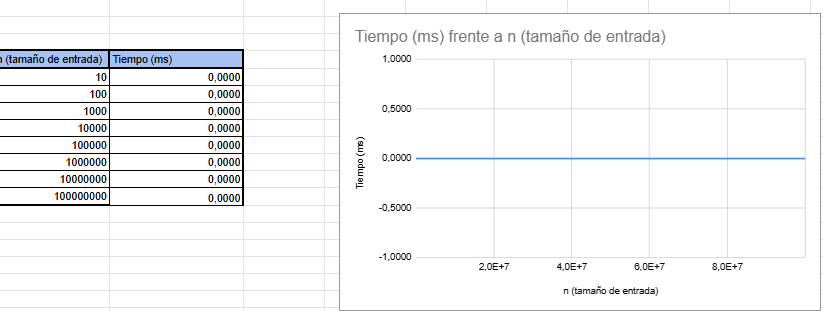 Tiempo (ms) frente a n (tamaño de entrada)
n (tamaño de entrada) Tiempo (ms)
10 0,0000
100 0,0000
1000 0,0000
10000 0,0000
100000 0,0000
1000000 0,0000
10000000 0,0000
100000000 0,0000
1,0000
0,5000
0,0000
-0,5000
-1,0000
Tiempo (ms)
2,0E+7 4,0E+7 6,0E+7 8,0E+7
n (tamaño de entrada)